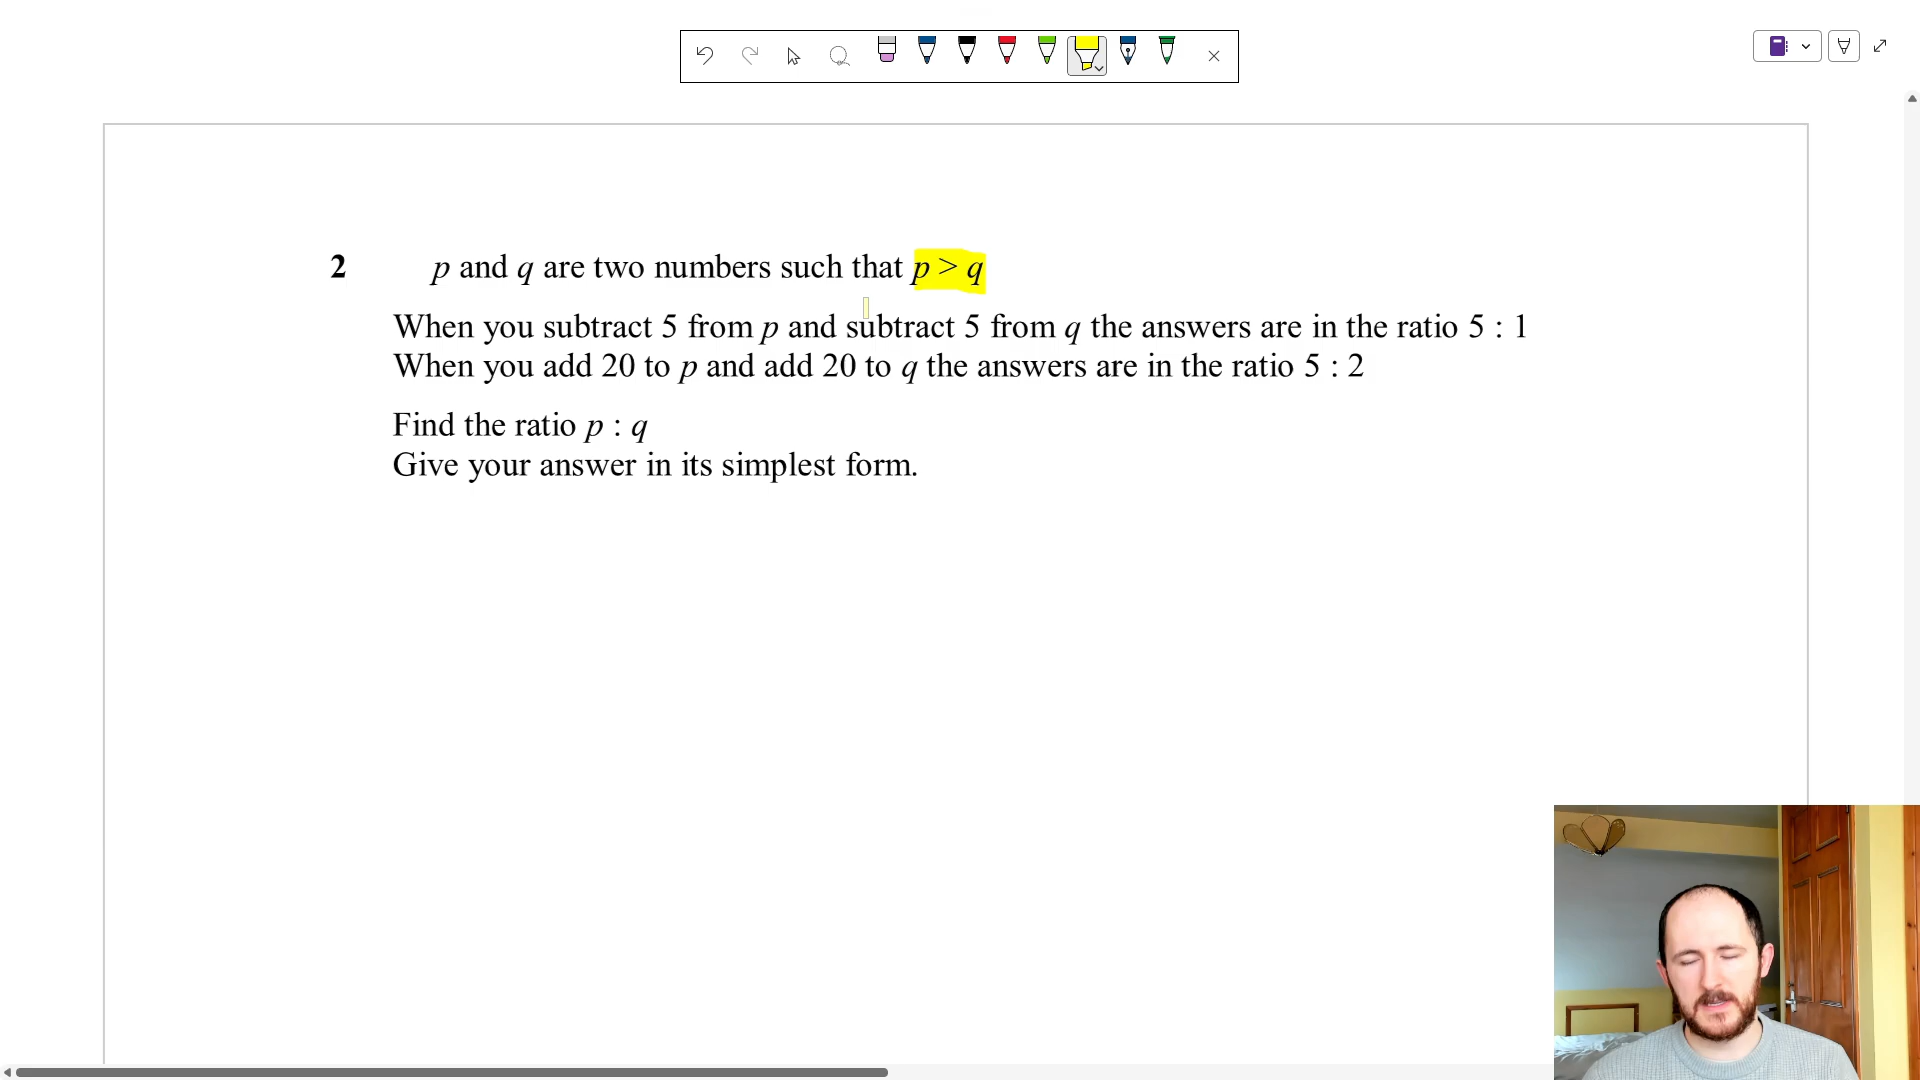 2 p and q are two numbers such that p > q
When you subtract 5 from p and subtract 5 from q the answers are in the ratio 5 : 1
When you add 20 to p and add 20 to q the answers are in the ratio 5 : 2
Find the ratio p : q
Give your answer in its simplest form.